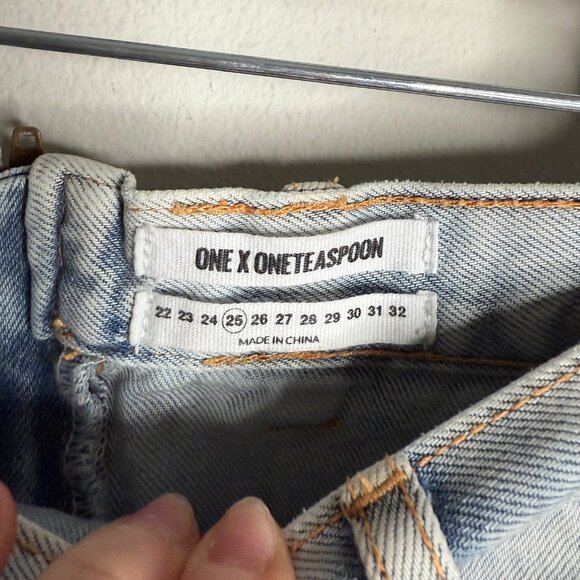 ONE X ONETEASPOON
22 23 24 25 26 27 28 29 30 31 32
MADE IN CHINA